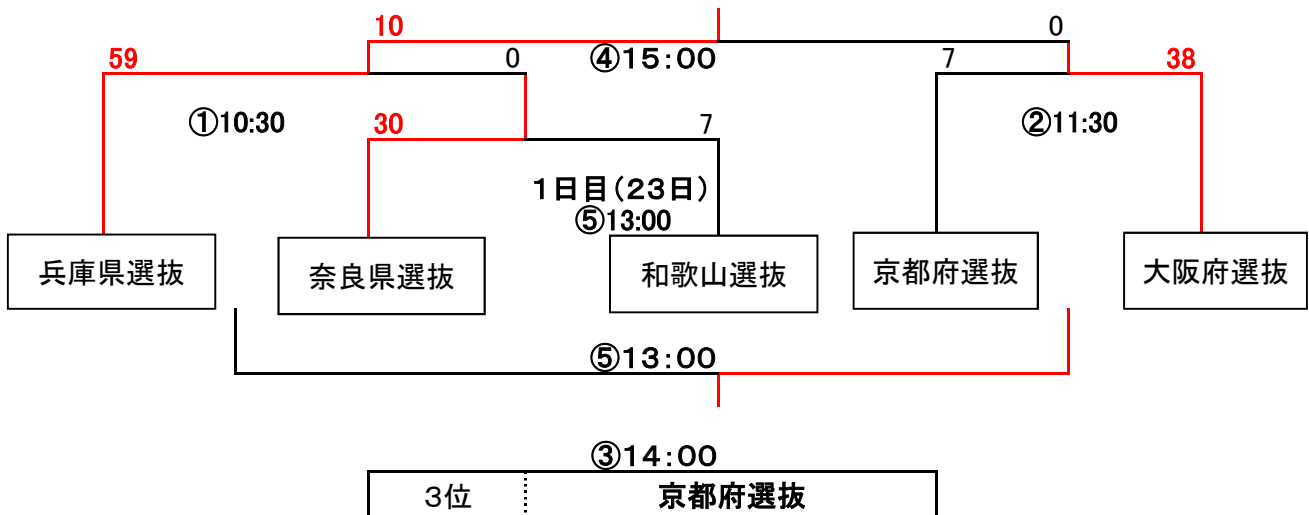 10
0
④15:00
59
0
7
38
①10:30
30
7
②11:30
1日目(23日)
⑤13:00
兵庫県選抜
奈良県選抜
和歌山選抜
京都府選抜
大阪府選抜
⑤13:00
③14:00
3位 京都府選抜